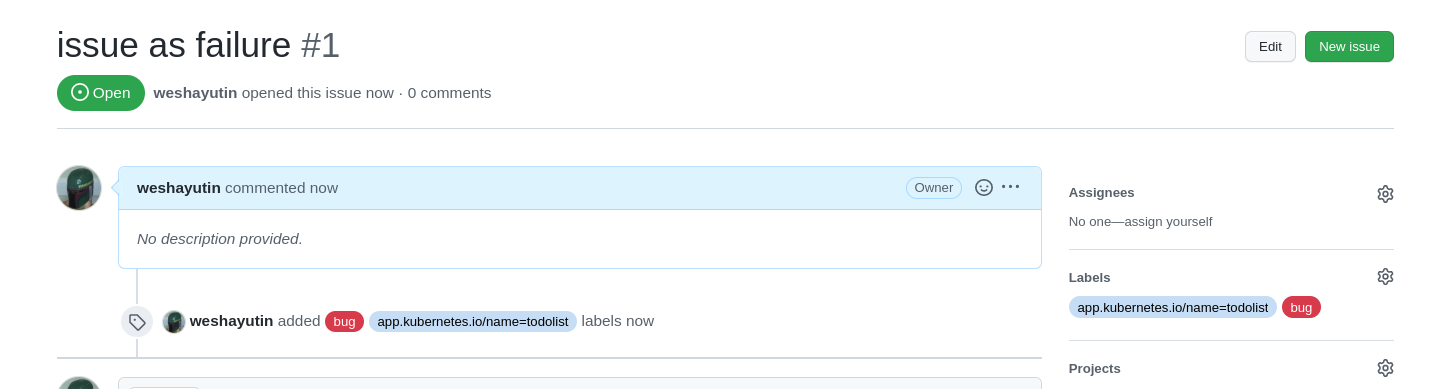 issue as failure #1
Edit
New issue
Open
weshayutin opened this issue now · 0 comments
weshayutin commented now
Owner
No description provided.
weshayutin added bug app.kubernetes.io/name=todolist labels now
Assignees
No one—assign yourself
Labels
app.kubernetes.io/name=todolist bug
Projects